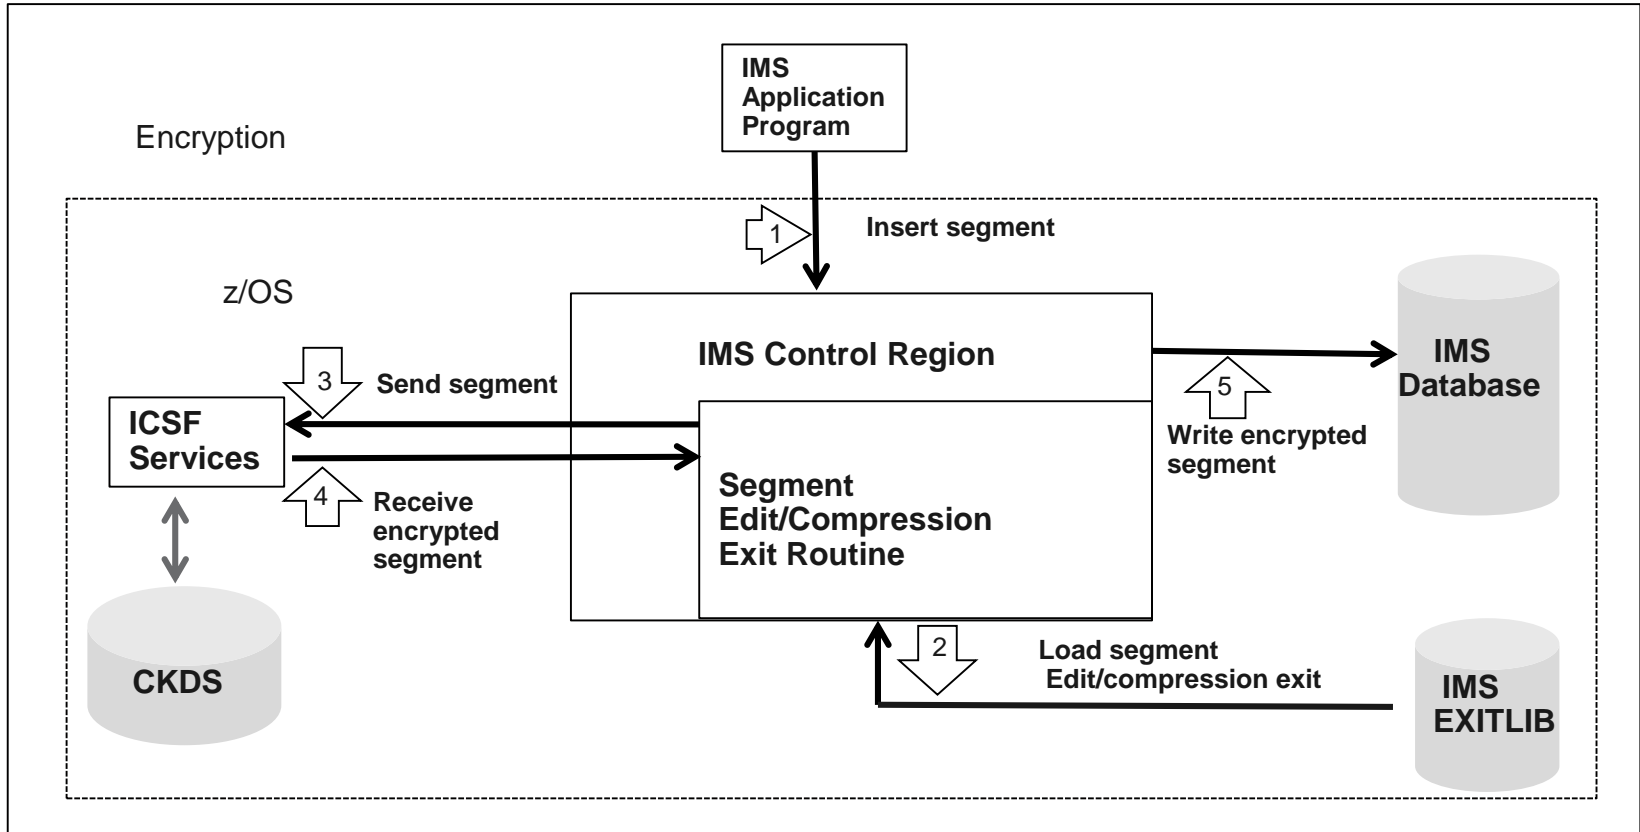 IMS
Application
Program
Encryption
1
Insert segment
z/OS
IMS Control Region
IMS
Database
3
Send segment
5
ICSF
Services
Write encrypted
segment
4
Receive
encrypted
segment
Segment
Edit/Compression
Exit Routine
2
Load segment
Edit/compression exit
CKDS
IMS
EXITLIB